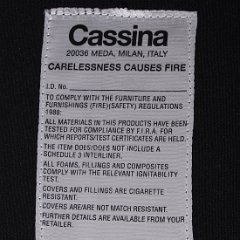 Cassina
20036 MEDA, MILAN, ITALY
CARELESSNESS CAUSES FIRE
I.D. No.
TO COMPLY WITH THE FURNITURE AND
FURNISHINGS (FIRE)(SAFETY) REGULATIONS
1988:
ALL MATERIALS IN THIS PRODUCTS HAVE BEEN
TESTED FOR COMPLIANCE BY F.I.R.A. FOR
WHICH REPORTS/TEST CERTIFICATES ARE HELD.
THE ITEM DOES/DOES NOT INCLUDE A
SCHEDULE 3 INTERLINER.
ALL FOAMS, FILLINGS AND COMPOSITES
COMPLY WITH THE RELEVANT IGNITABILITY
TEST.
COVERS AND FILLINGS ARE CIGARETTE
RESISTANT.
COVERS ARE/ARE NOT MATCH RESISTANT.
FURTHER DETAILS ARE AVAILABLE FROM YOUR
RETAILER.